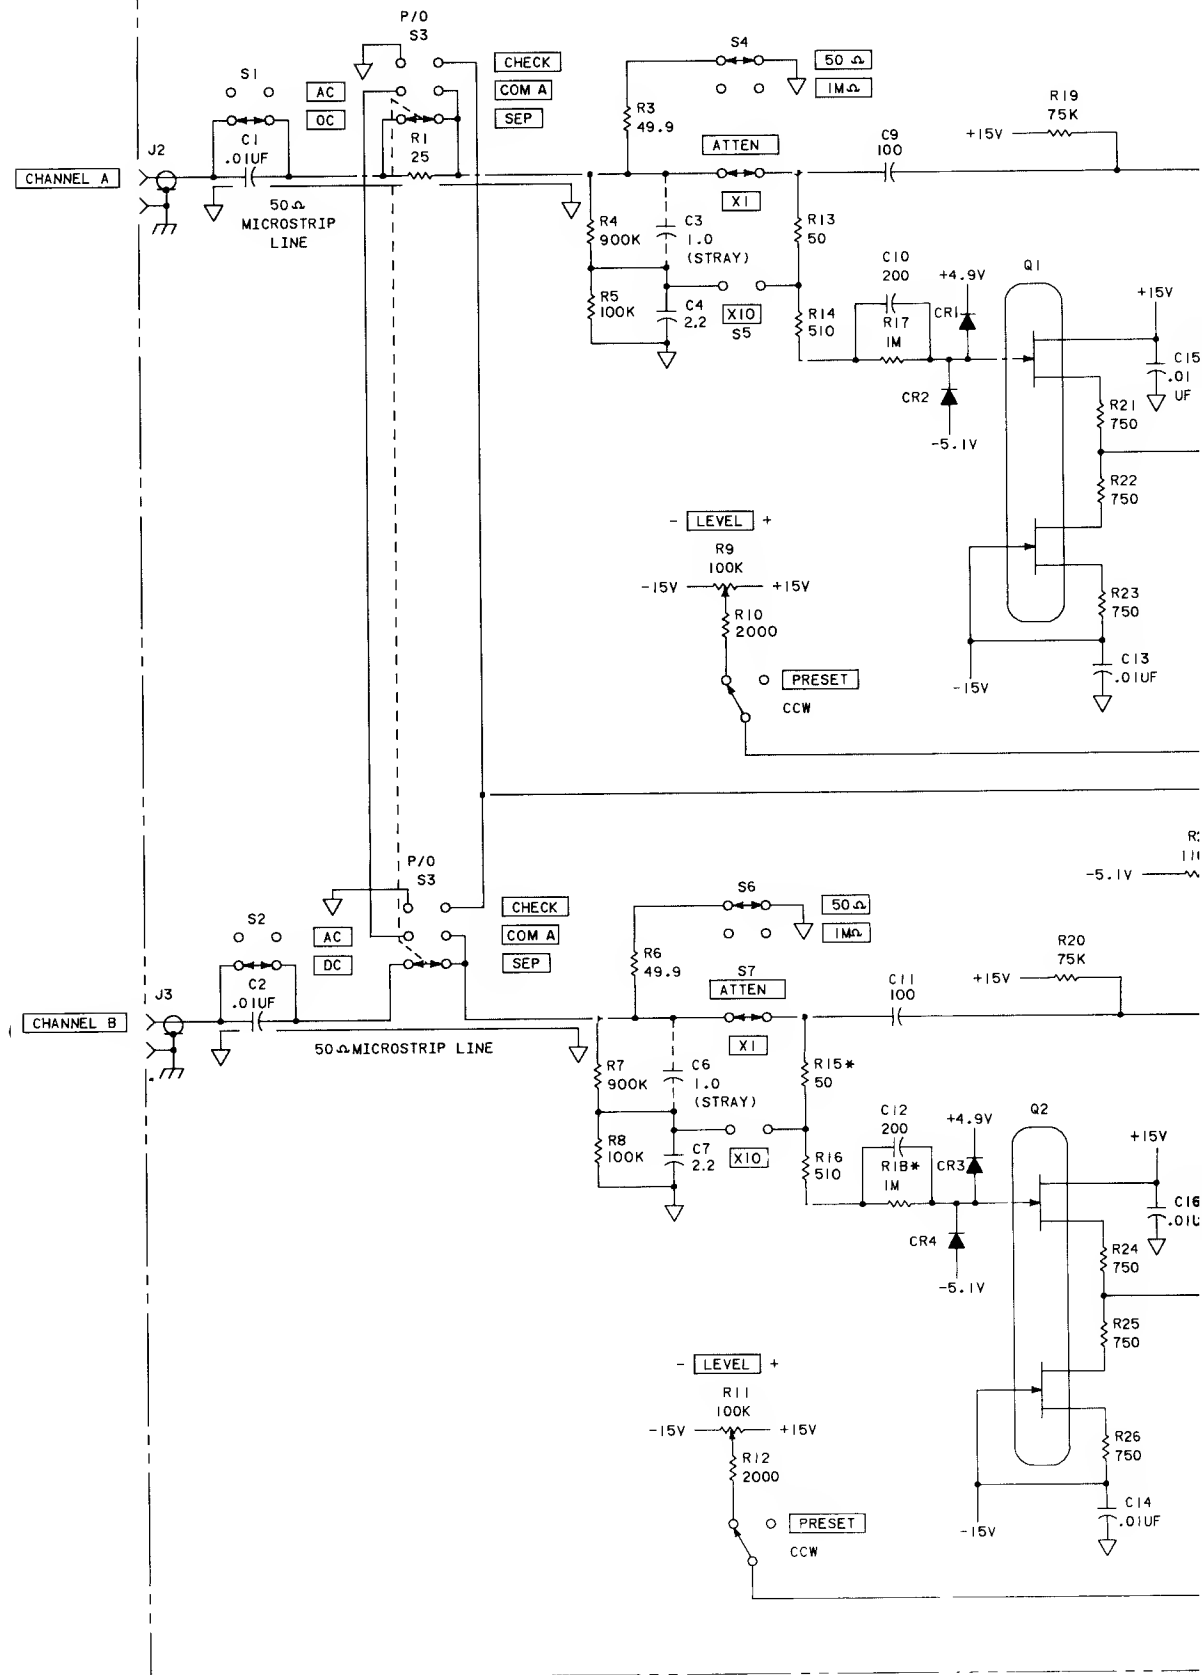 P/O
S3
S4
CHECK
50 Ω
S1
AC
COM A
1MΩ
R19
75K
DC
SEP
R3
49.9
C1
.01UF
R1
25
C9
100
+15V
J2
ATTEN
CHANNEL A
X1
50Ω
MICROSTRIP
LINE
R4
900K
C3
1.0
(STRAY)
R13
50
C10
200
+4.9V
Q1
+15V
R5
100K
C4
2.2
X10
S5
R14
510
R17
1M
CR1
C15
.01
UF
CR2
R21
750
-5.1V
R22
750
- LEVEL +
R9
100K
-15V
+15V
R10
2000
R23
750
PRESET
CCW
-15V
C13
.01UF
P/O
S3
-5.1V
S6
CHECK
50Ω
S2
AC
COM A
1MΩ
R20
75K
DC
SEP
R6
49.9
S7
ATTEN
C11
100
+15V
J3
C2
.01UF
CHANNEL B
X1
50Ω MICROSTRIP LINE
R7
900K
C6
1.0
(STRAY)
R15*
50
C12
200
+4.9V
Q2
+15V
R8
100K
C7
2.2
X10
R16
510
R18*
1M
CR3
C16
CR4
R24
750
-5.1V
R25
750
- LEVEL +
R11
100K
-15V
+15V
R12
2000
R26
750
PRESET
CCW
-15V
C14
.01UF